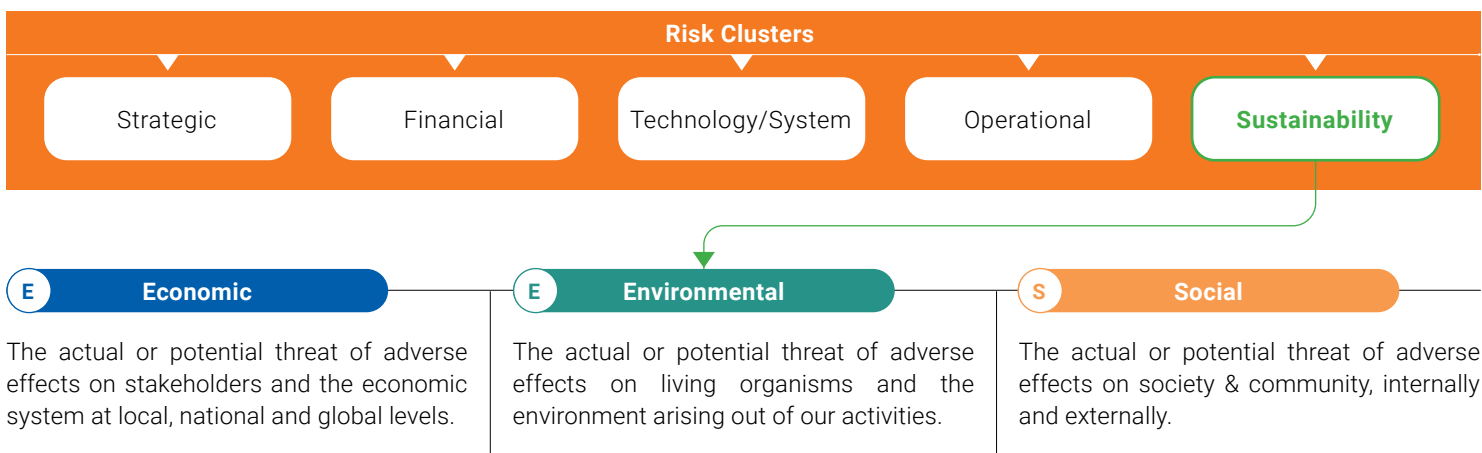 Risk Clusters
Strategic
Financial
Technology/System
Operational
Sustainability
E Economic
The actual or potential threat of adverse
effects on stakeholders and the economic
system at local, national and global levels.
E Environmental
The actual or potential threat of adverse
effects on living organisms and the
environment arising out of our activities.
S Social
The actual or potential threat of adverse
effects on society & community, internally
and externally.